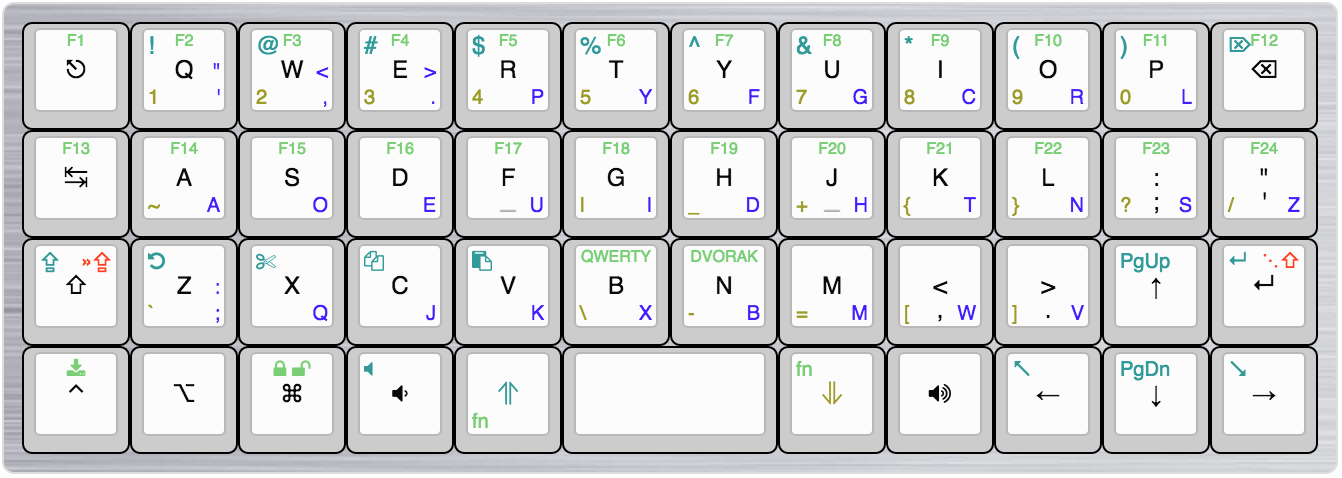 F1 F2 F3 F4 F5 F6 F7 F8 F9 F10 F11 F12
! @ # $ % ^ & * ( )
Q " W < E > R T Y U I O P
1 ' 2 , 3 . 4 P 5 Y 6 F 7 G 8 C 9 R 0 L
F13 F14 F15 F16 F17 F18 F19 F20 F21 F22 F23 F24
A S D F G H J K L : "
~ A O E _ U | I _ D + _ H { T } N ? ; S / ' Z
QWERTY DVORAK PgUp
Z : X C V B N M < > ↑ ↵
` ; Q J K \ X - B = M [ , W ] . V
fn PgDn
^ ⌥ ⌘ ⇑ ⇓ ← ↓ →
fn